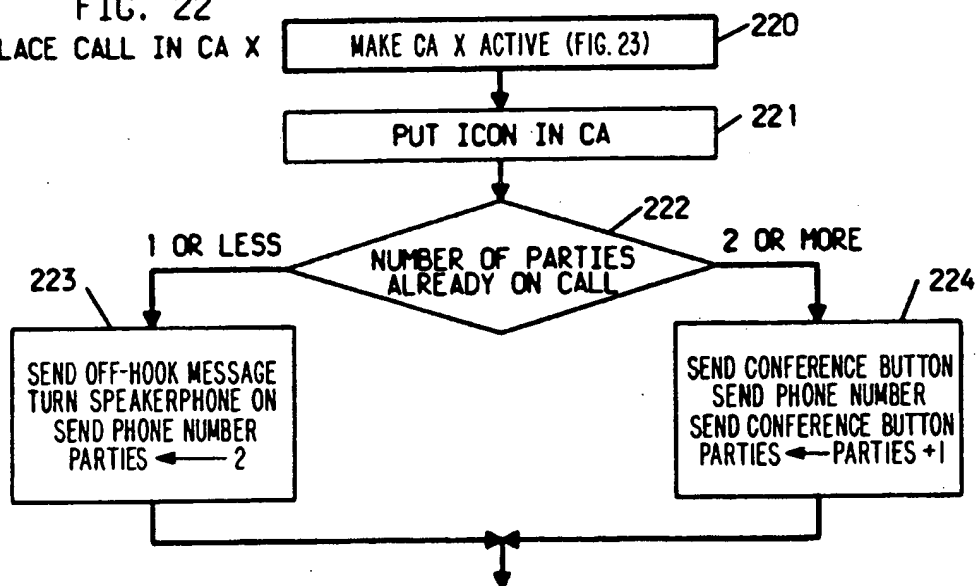 FIG. 22
LACE CALL IN CA X
MAKE CA X ACTIVE (FIG. 23)
220
PUT ICON IN CA
221
222
1 OR LESS
2 OR MORE
NUMBER OF PARTIES
ALREADY ON CALL
223
224
SEND OFF-HOOK MESSAGE
TURN SPEAKERPHONE ON
SEND PHONE NUMBER
PARTIES ← 2
SEND CONFERENCE BUTTON
SEND PHONE NUMBER
SEND CONFERENCE BUTTON
PARTIES ← PARTIES +1